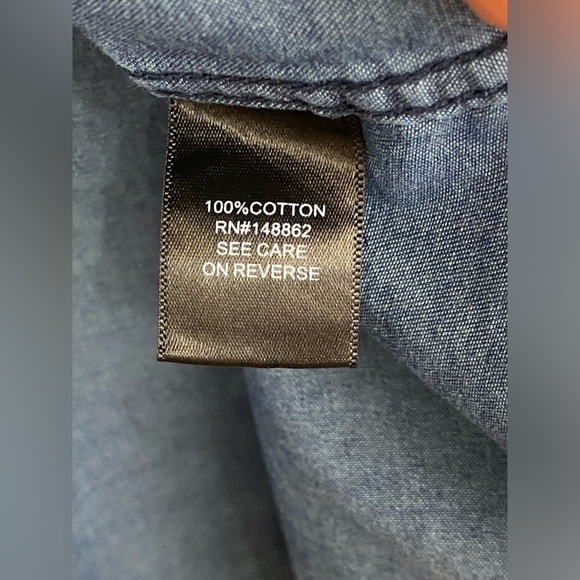 100%COTTON
RN#148862
SEE CARE
ON REVERSE